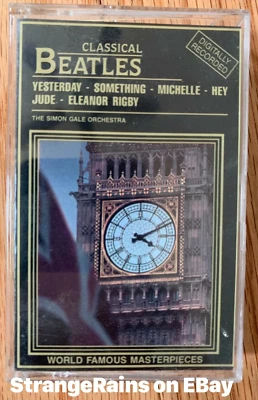 CLASSICAL
BEATLES
DIGITALLY
RECORDED
YESTERDAY - SOMETHING - MICHELLE - HEY
JUDE - ELEANOR RIGBY
THE SIMON GALE ORCHESTRA
WORLD FAMOUS MASTERPIECES
StrangeRains on EBay